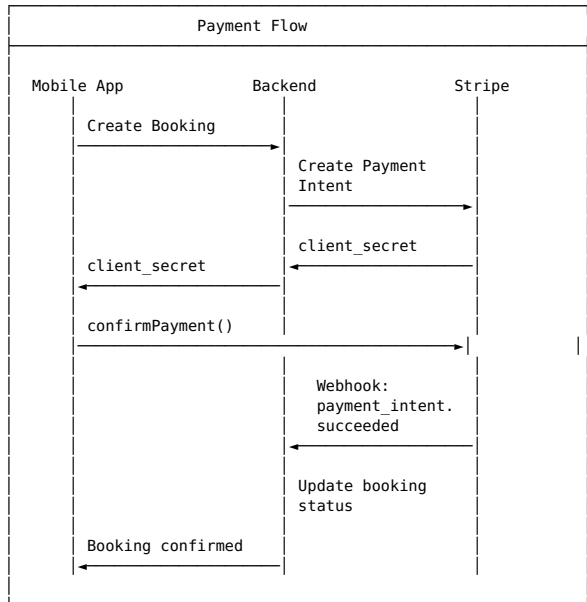 Payment Flow
Mobile App Backend Stripe
Create Booking
Create Payment
Intent
client_secret
client_secret
confirmPayment()
Webhook:
payment_intent.
succeeded
Update booking
status
Booking confirmed